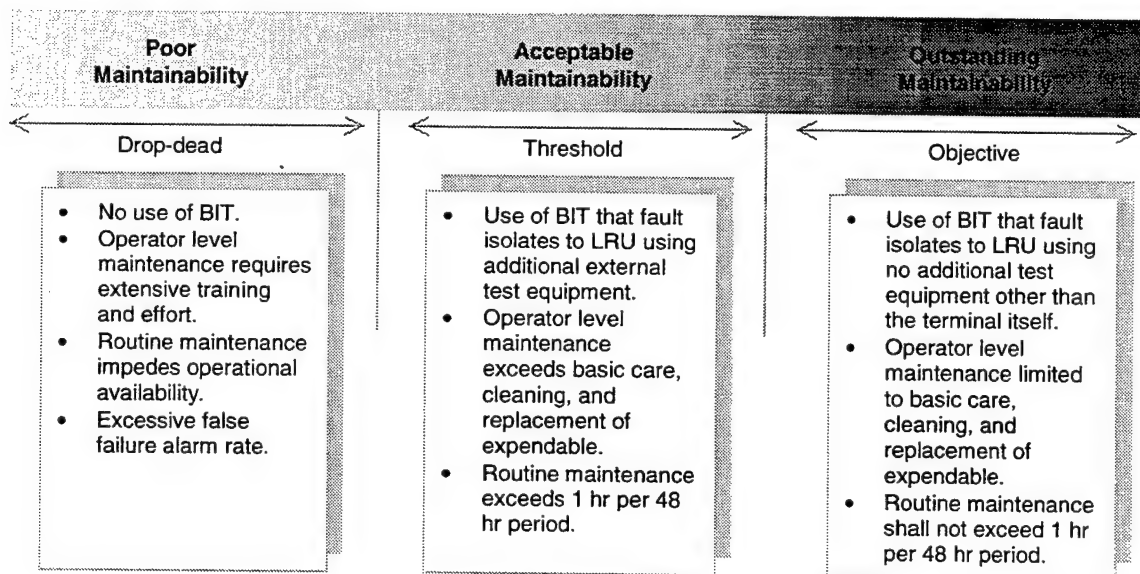 Poor
Maintainability
Acceptable
Maintainability
Outstanding
Maintainability
Drop-dead
Threshold
Objective
• No use of BIT.
• Operator level
maintenance requires
extensive training
and effort.
• Routine maintenance
impedes operational
availability.
• Excessive false
failure alarm rate.
• Use of BIT that fault
isolates to LRU using
additional external
test equipment.
• Operator level
maintenance
exceeds basic care,
cleaning, and
replacement of
expendable.
• Routine maintenance
exceeds 1 hr per 48
hr period.
• Use of BIT that fault
isolates to LRU using
no additional test
equipment other than
the terminal itself.
• Operator level
maintenance limited
to basic care,
cleaning, and
replacement of
expendable.
• Routine maintenance
shall not exceed 1 hr
per 48 hr period.